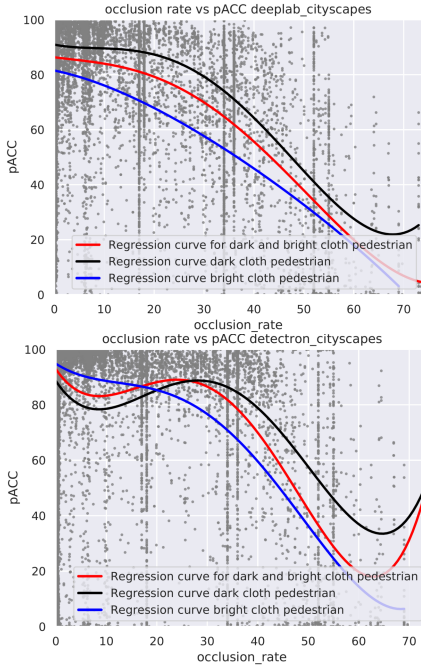 occlusion rate vs pACC deeplab_cityscapes
100
80
60
40
20
0
pACC
Regression curve for dark and bright cloth pedestrian
Regression curve dark cloth pedestrian
Regression curve bright cloth pedestrian
0 10 20 30 40 50 60 70
occlusion_rate
occlusion rate vs pACC detectron_cityscapes
100
80
60
40
20
0
pACC
Regression curve for dark and bright cloth pedestrian
Regression curve dark cloth pedestrian
Regression curve bright cloth pedestrian
0 10 20 30 40 50 60 70
occlusion_rate